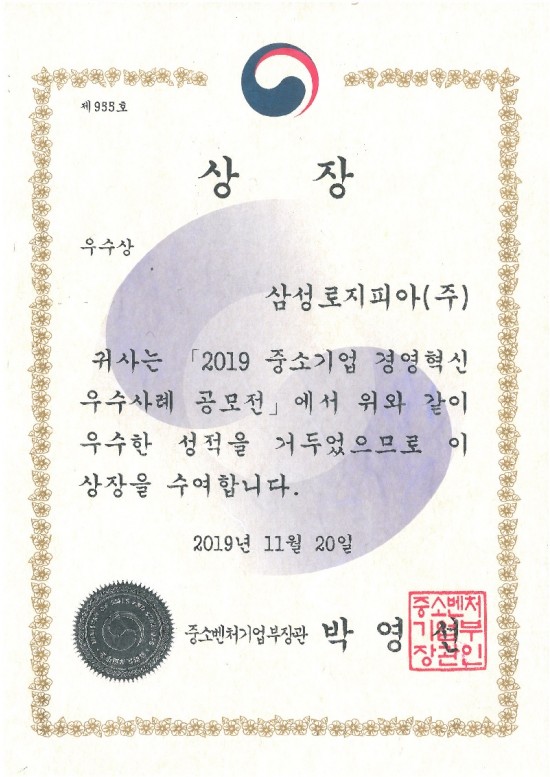 제955호
상 장
우수상
삼성로지피아(주)
귀사는 「2019 중소기업 경영혁신
우수사례 공모전」에서 위와 같이
우수한 성적을 거두었으므로 이
상장을 수여합니다.
2019년 11월 20일
중소벤처기업부장관 박 영 선
중소벤처
기업부
장관인